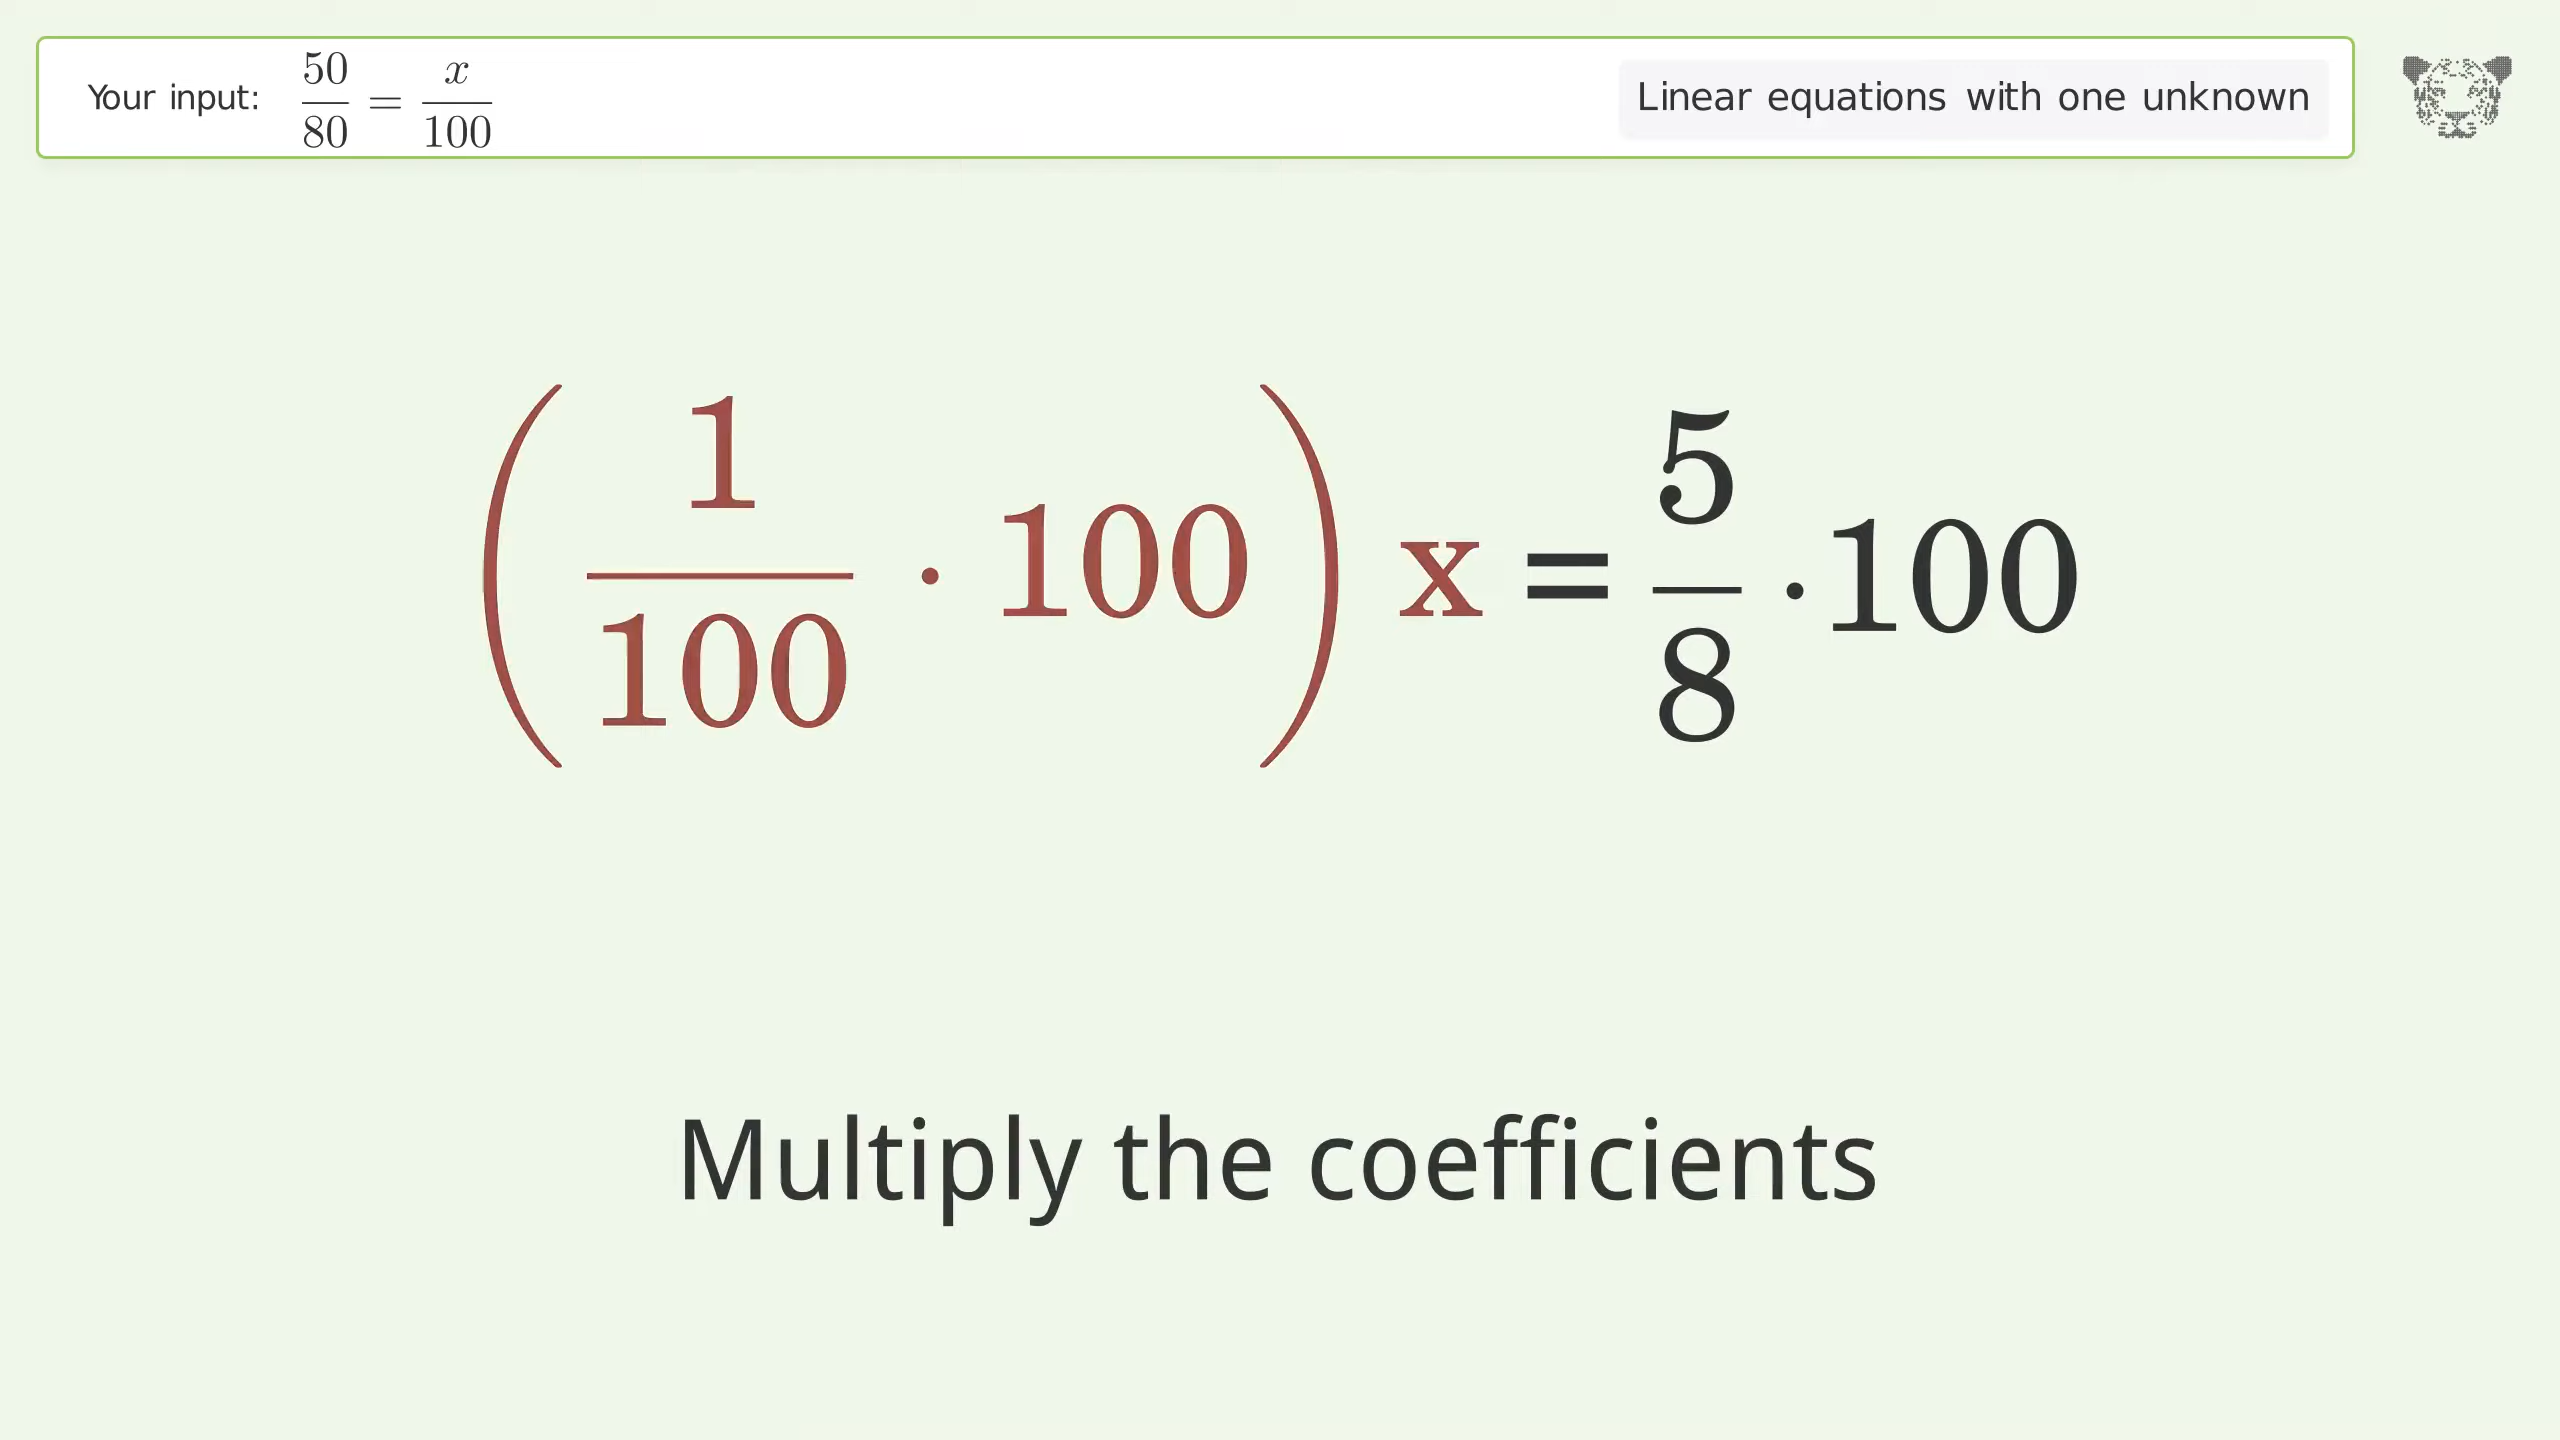 Your input: 50/80 = x/100
Linear equations with one unknown
(1/100 · 100) x = 5/8 · 100
Multiply the coefficients